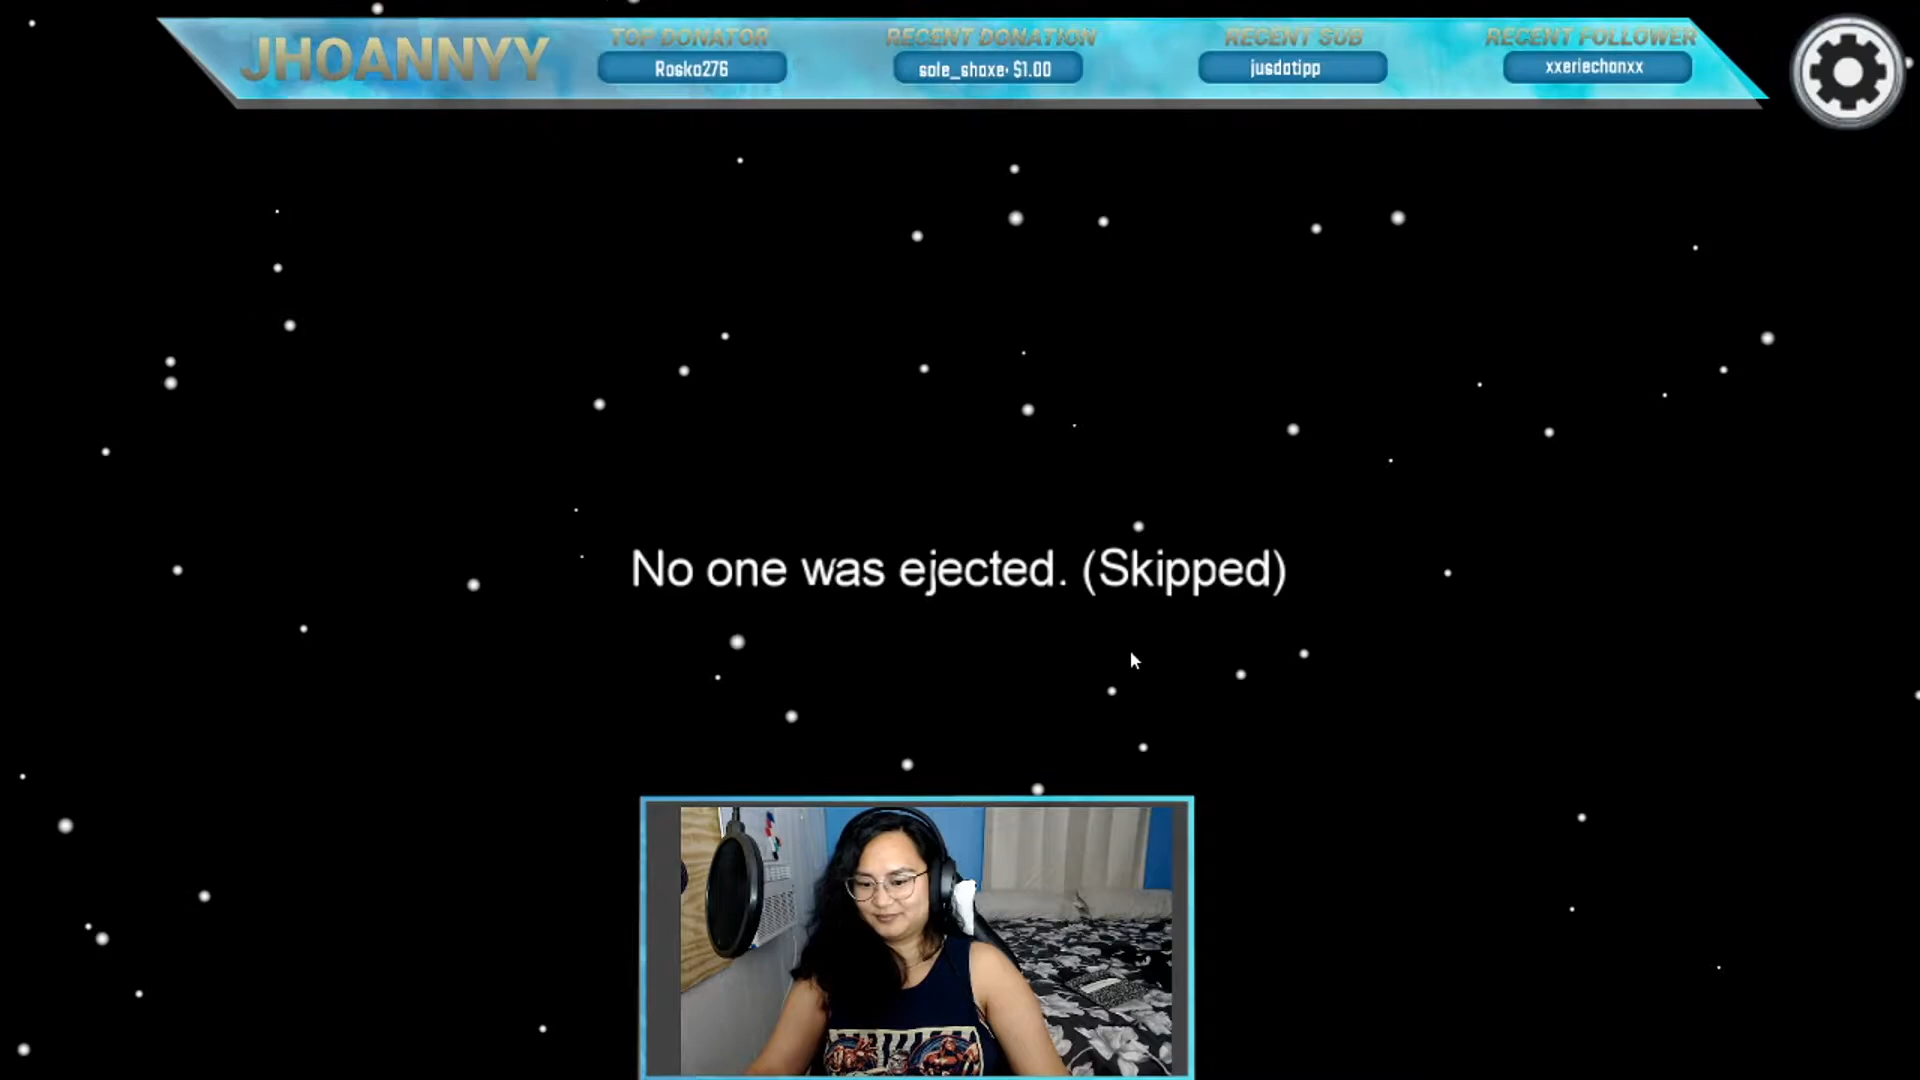 JHOANNYY
TOP DONATOR
Rosko276
RECENT DONATION
sole_shoxe: $1.00
RECENT SUB
jusdatipp
RECENT FOLLOWER
xxeriechanxx
No one was ejected. (Skipped)